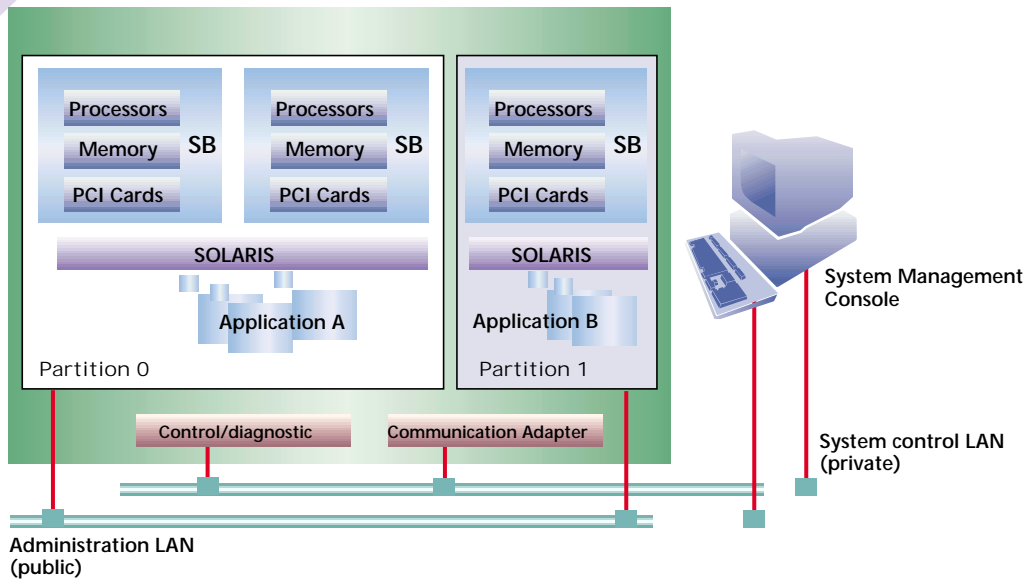 Processors
Memory
SB
PCI Cards
Processors
Memory
SB
PCI Cards
Processors
Memory
SB
PCI Cards
SOLARIS
SOLARIS
Application A
Application B
Partition 0
Partition 1
System Management
Console
Control/diagnostic
Communication Adapter
System control LAN
(private)
Administration LAN
(public)